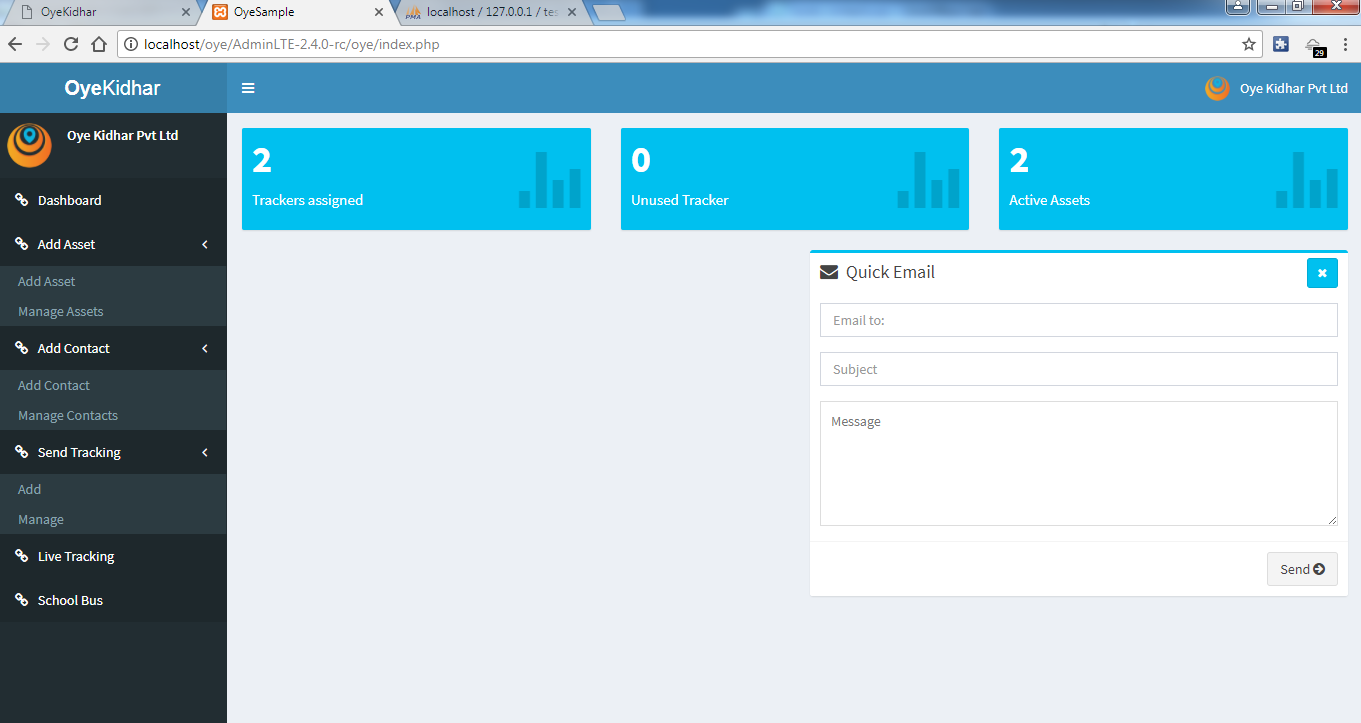 OyeKidhar
OyeSample
localhost / 127.0.0.1 / tes
localhost/oye/AdminLTE-2.4.0-rc/oye/index.php
29
OyeKidhar
Oye Kidhar Pvt Ltd
Oye Kidhar Pvt Ltd
Dashboard
Add Asset
Add Asset
Manage Assets
Add Contact
Add Contact
Manage Contacts
Send Tracking
Add
Manage
Live Tracking
School Bus
2
Trackers assigned
0
Unused Tracker
2
Active Assets
Quick Email
Email to:
Subject
Message
Send